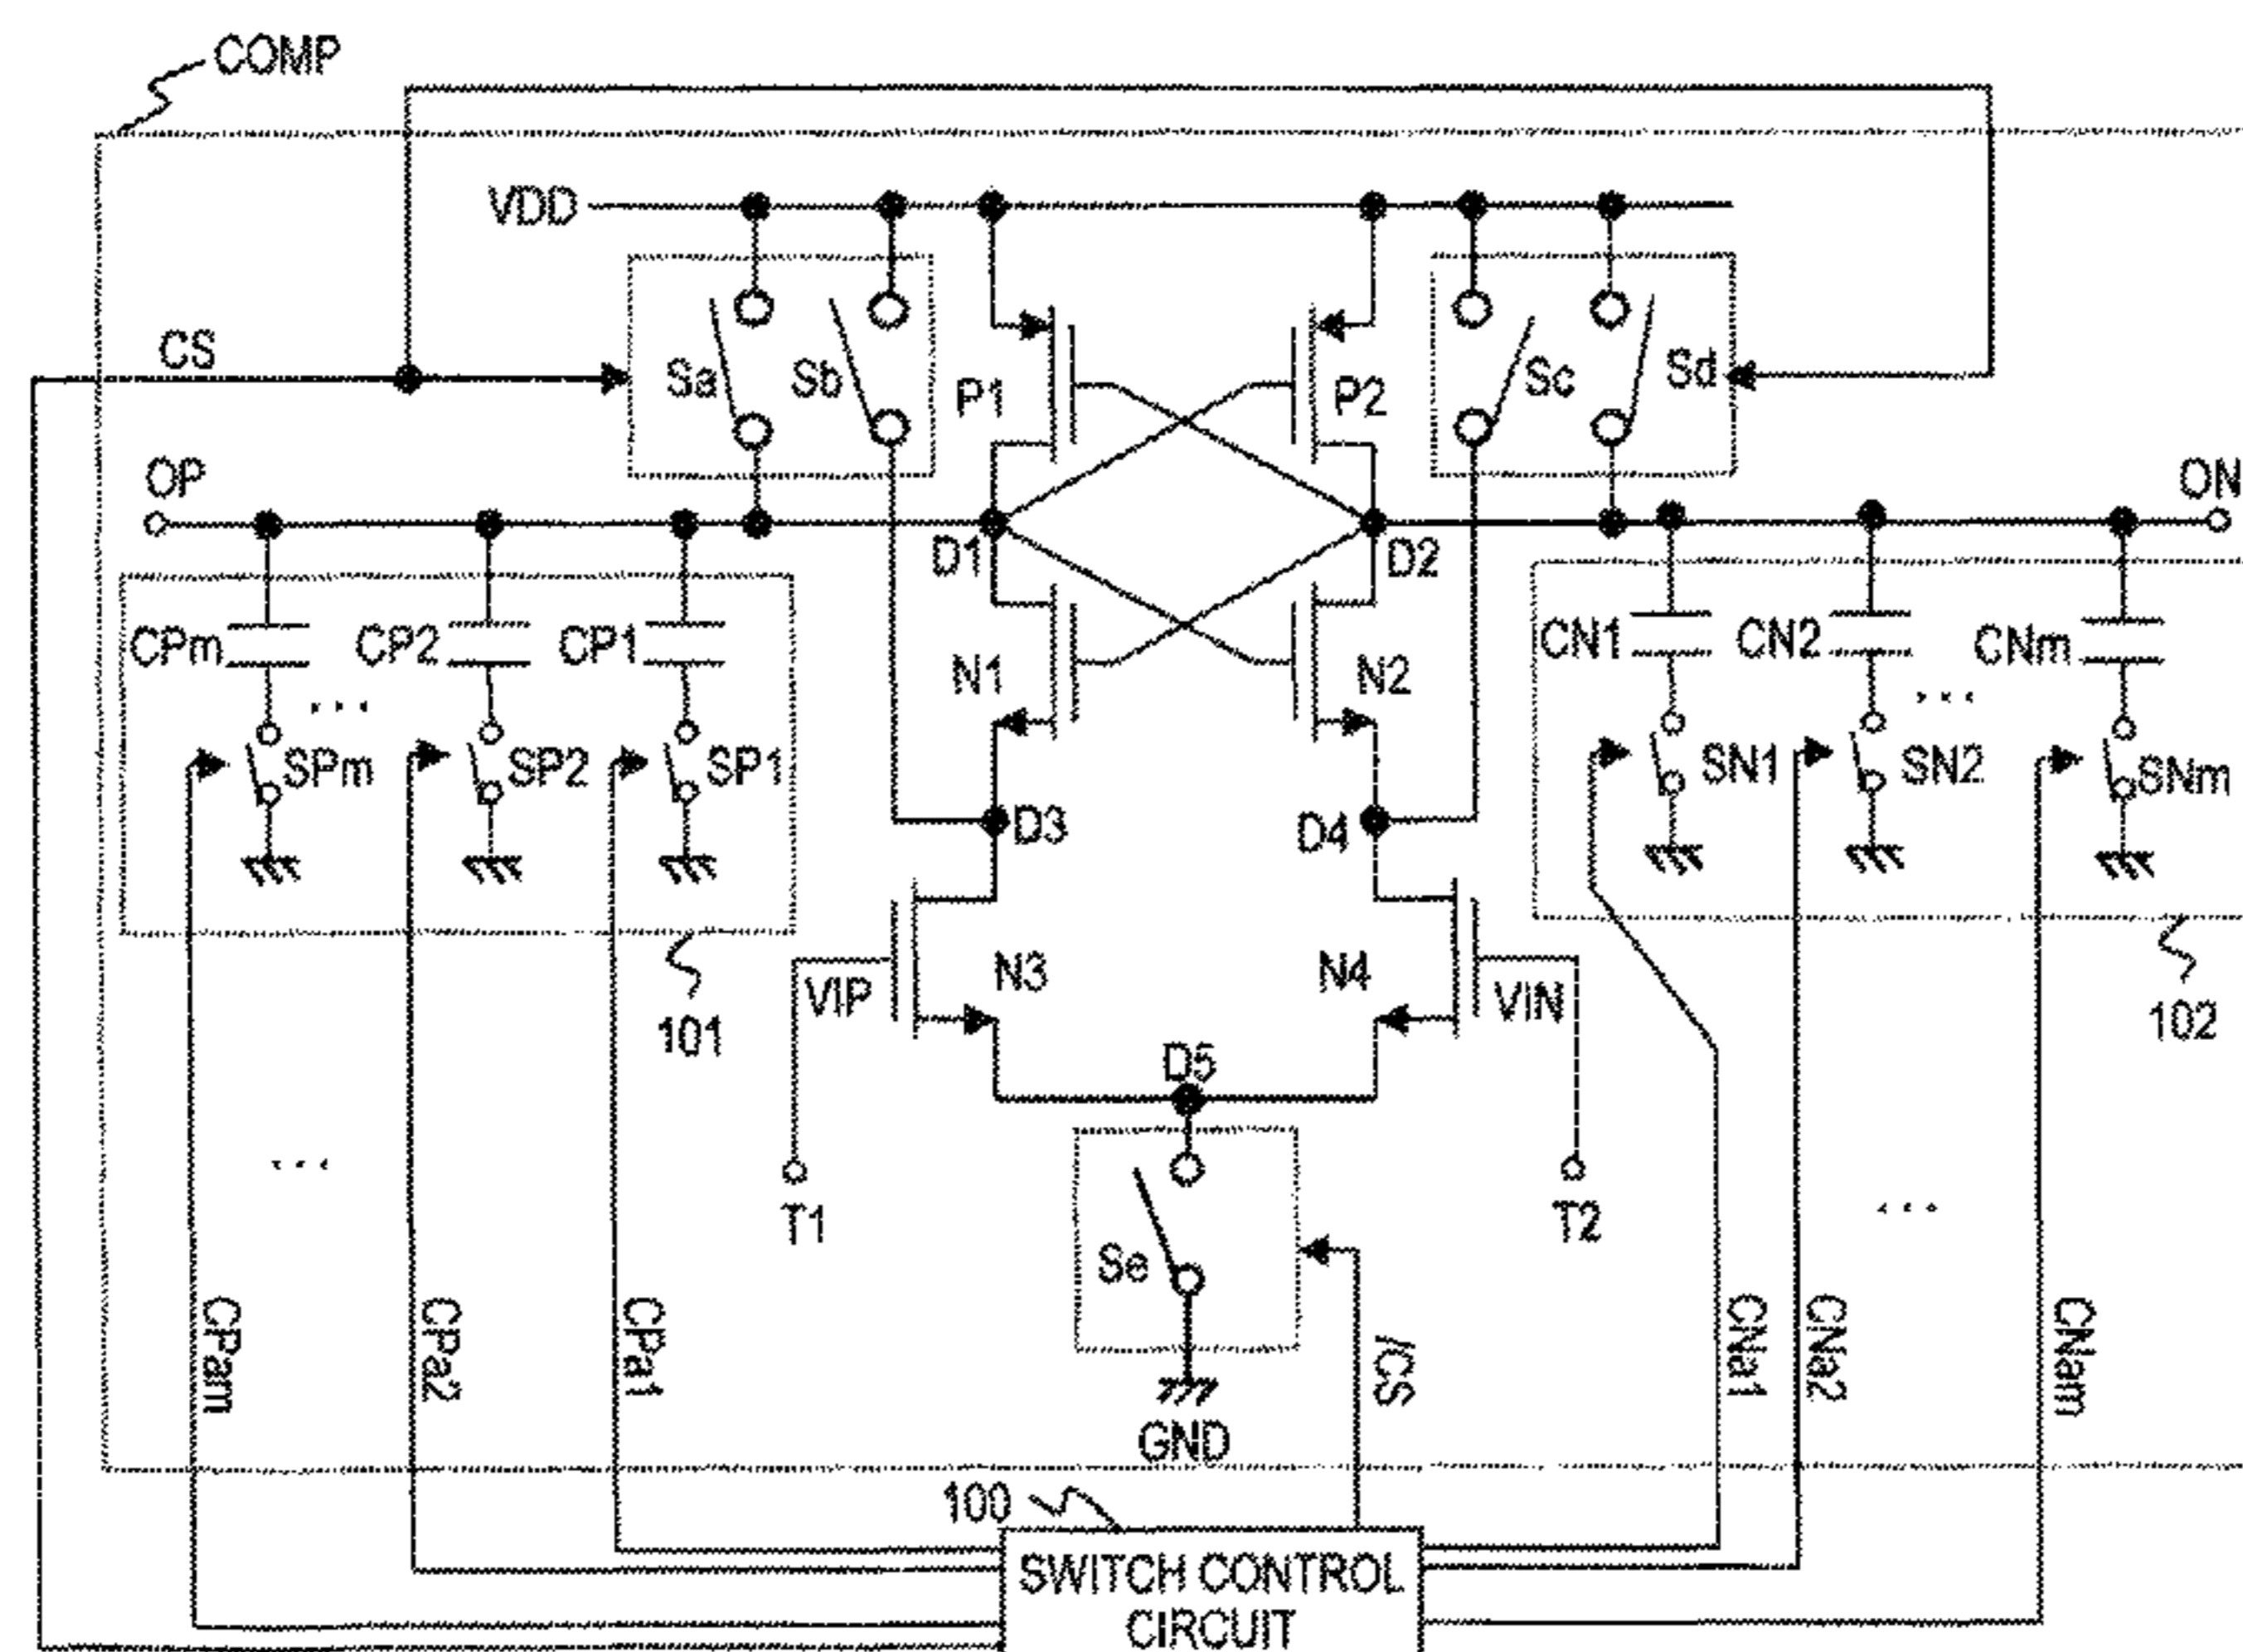 COMP
VDD
CS
Sa
Sb
P1
P2
Sc
Sd
OP
ON
D1
D2
CPm
CP2
CP1
CN1
CN2
CNm
N1
N2
...
...
SPm
SP2
SP1
SN1
SN2
SNm
D3
D4
VIP
N3
N4
VIN
101
102
D5
...
...
T1
T2
Se
CPam
CPa2
CPa1
/CS
CNa1
CNa2
CNam
GND
100
SWITCH CONTROL
CIRCUIT